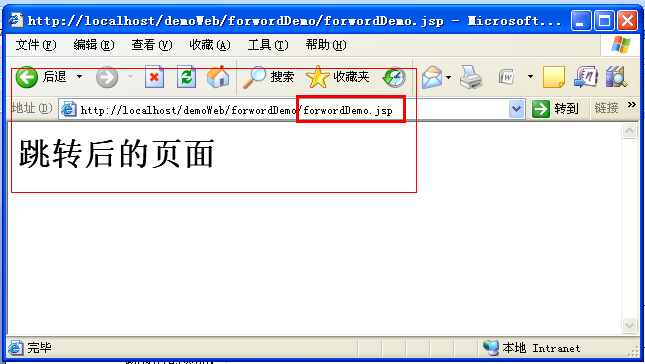 http://localhost/demoWeb/forwordDemo/forwordDemo.jsp - Microsoft...
文件(F) 编辑(E) 查看(V) 收藏(A) 工具(T) 帮助(H)
后退 搜索 收藏夹
地址(D) http://localhost/demoWeb/forwordDemo/forwordDemo.jsp 转到 链接 »
跳转后的页面
完毕 本地 Intranet